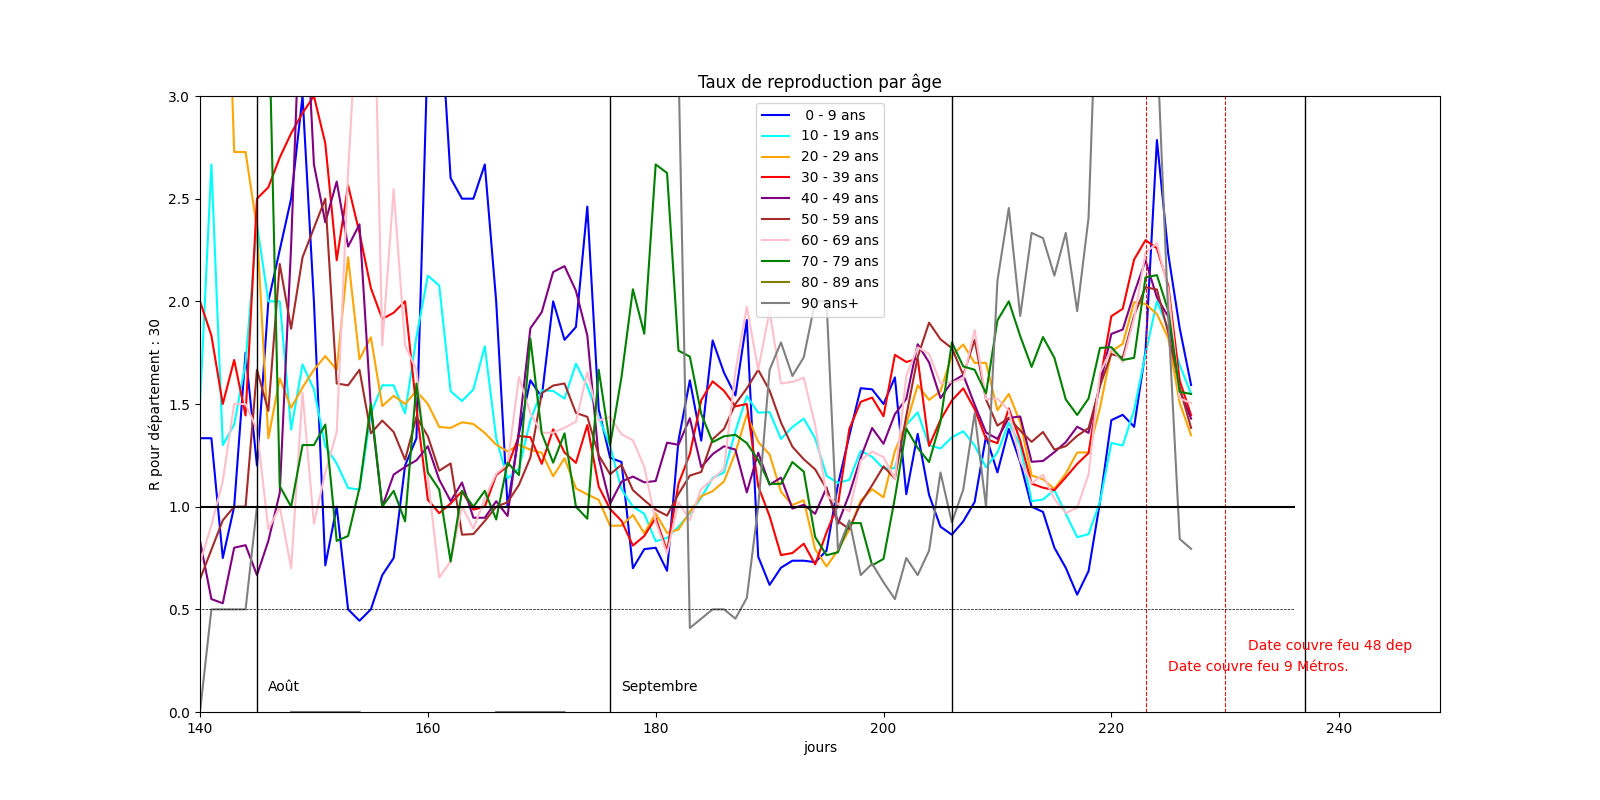 Taux de reproduction par âge
3.0
2.5
2.0
1.5
1.0
0.5
0.0
R pour département : 30
0 - 9 ans
10 - 19 ans
20 - 29 ans
30 - 39 ans
40 - 49 ans
50 - 59 ans
60 - 69 ans
70 - 79 ans
80 - 89 ans
90 ans+
Date couvre feu 48 dep
Date couvre feu 9 Métros.
Août
Septembre
140
160
180
200
220
240
jours